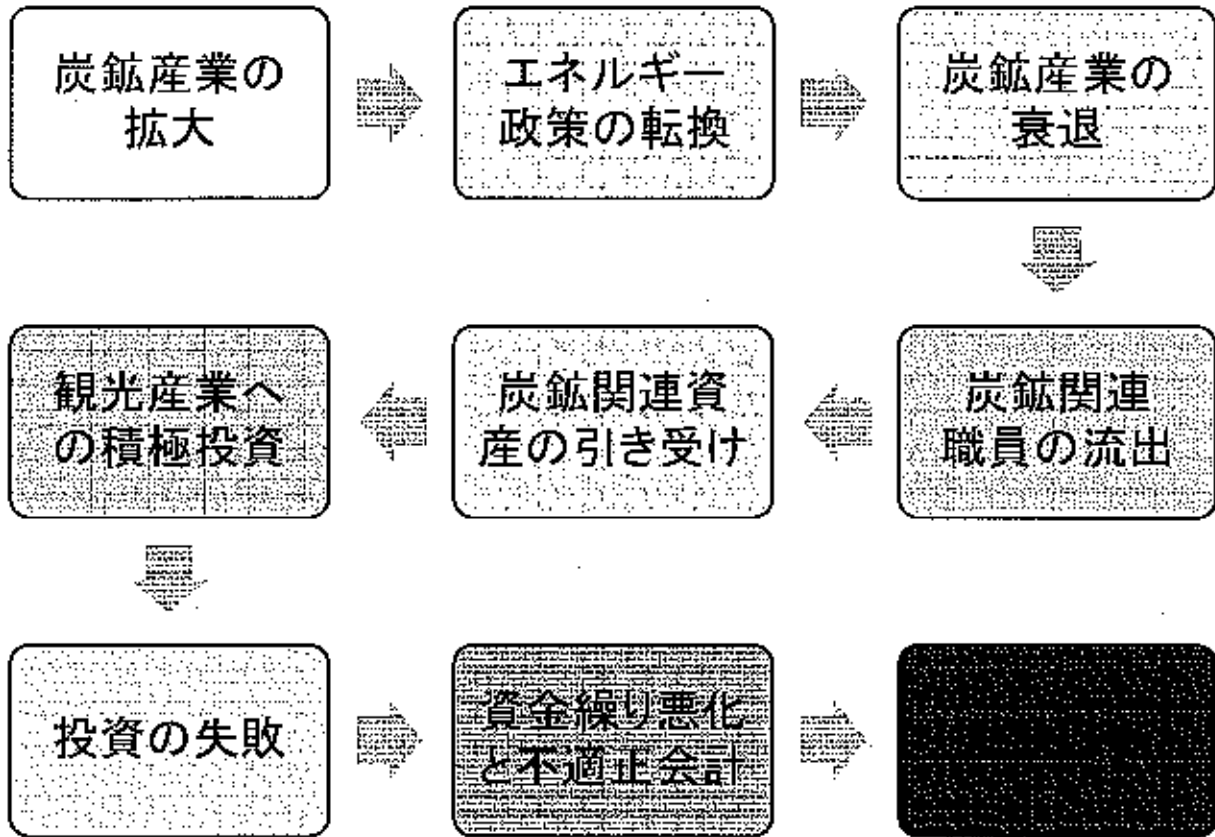 炭鉱産業の
拡大
エネルギー
政策の転換
炭鉱産業の
衰退
炭鉱関連
職員の流出
炭鉱関連資
産の引き受け
観光産業へ
の積極投資
投資の失敗
資金繰り悪化
と不適正会計